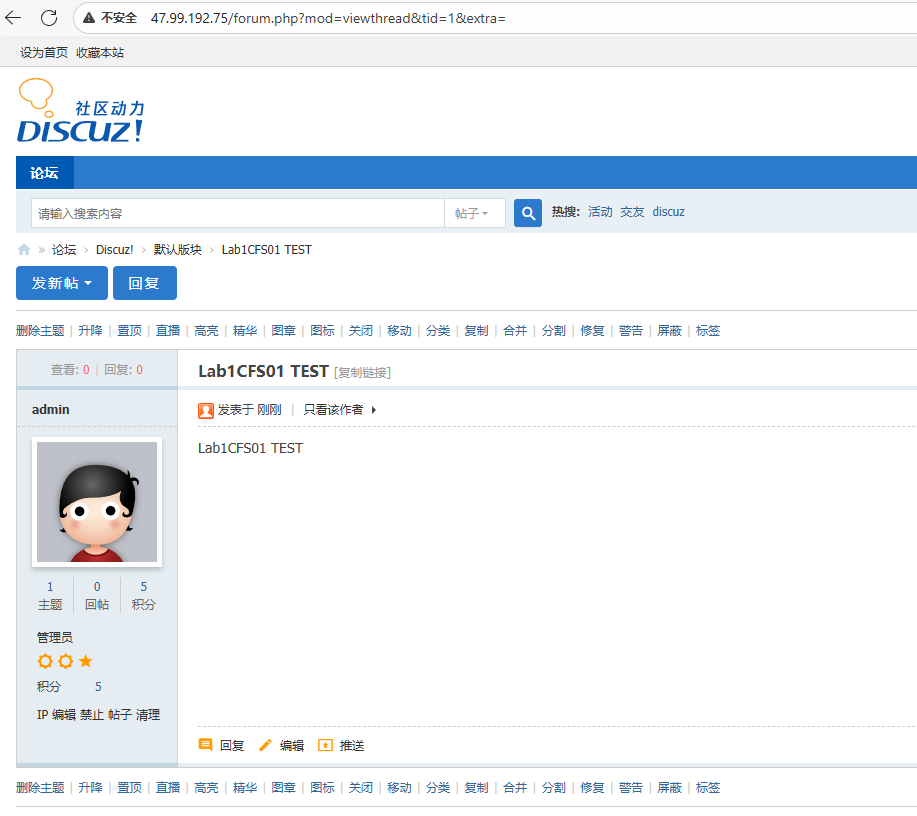 不安全 47.99.192.75/forum.php?mod=viewthread&tid=1&extra=
设为首页 收藏本站
社区动力
DISCUZ!
论坛
请输入搜索内容 帖子 热搜: 活动 交友 discuz
» 论坛 › Discuz! › 默认版块 › Lab1CFS01 TEST
发新帖 回复
删除主题 | 升降 | 置顶 | 直播 | 高亮 | 精华 | 图章 | 图标 | 关闭 | 移动 | 分类 | 复制 | 合并 | 分割 | 修复 | 警告 | 屏蔽 | 标签
查看: 0 | 回复: 0 Lab1CFS01 TEST [复制链接]
admin 发表于 刚刚 | 只看该作者
Lab1CFS01 TEST
1 0 5
主题 回帖 积分
管理员
积分 5
IP 编辑 禁止 帖子 清理
回复 编辑 推送
删除主题 | 升降 | 置顶 | 直播 | 高亮 | 精华 | 图章 | 图标 | 关闭 | 移动 | 分类 | 复制 | 合并 | 分割 | 修复 | 警告 | 屏蔽 | 标签